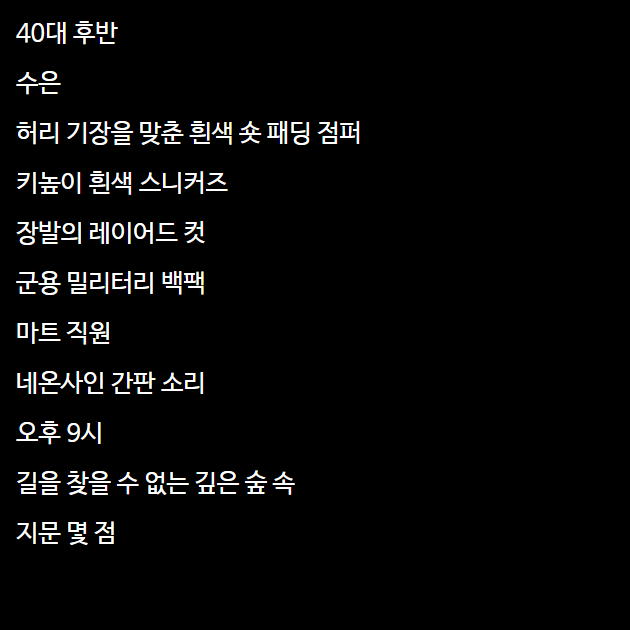 40대 후반
수은
허리 기장을 맞춘 흰색 숏 패딩 점퍼
키높이 흰색 스니커즈
장발의 레이어드 컷
군용 밀리터리 백팩
마트 직원
네온사인 간판 소리
오후 9시
길을 찾을 수 없는 깊은 숲 속
지문 몇 점